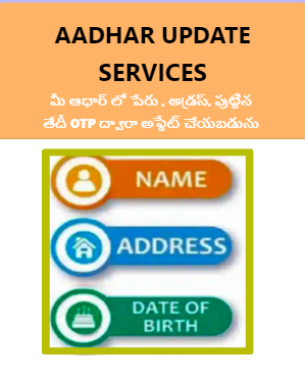 AADHAR UPDATE
SERVICES
మీ ఆధార్ లో పేరు , అడ్రస్, పుట్టిన
తేదీ OTP ద్వారా అప్డేట్ చేయబడును
NAME
ADDRESS
DATE OF
BIRTH